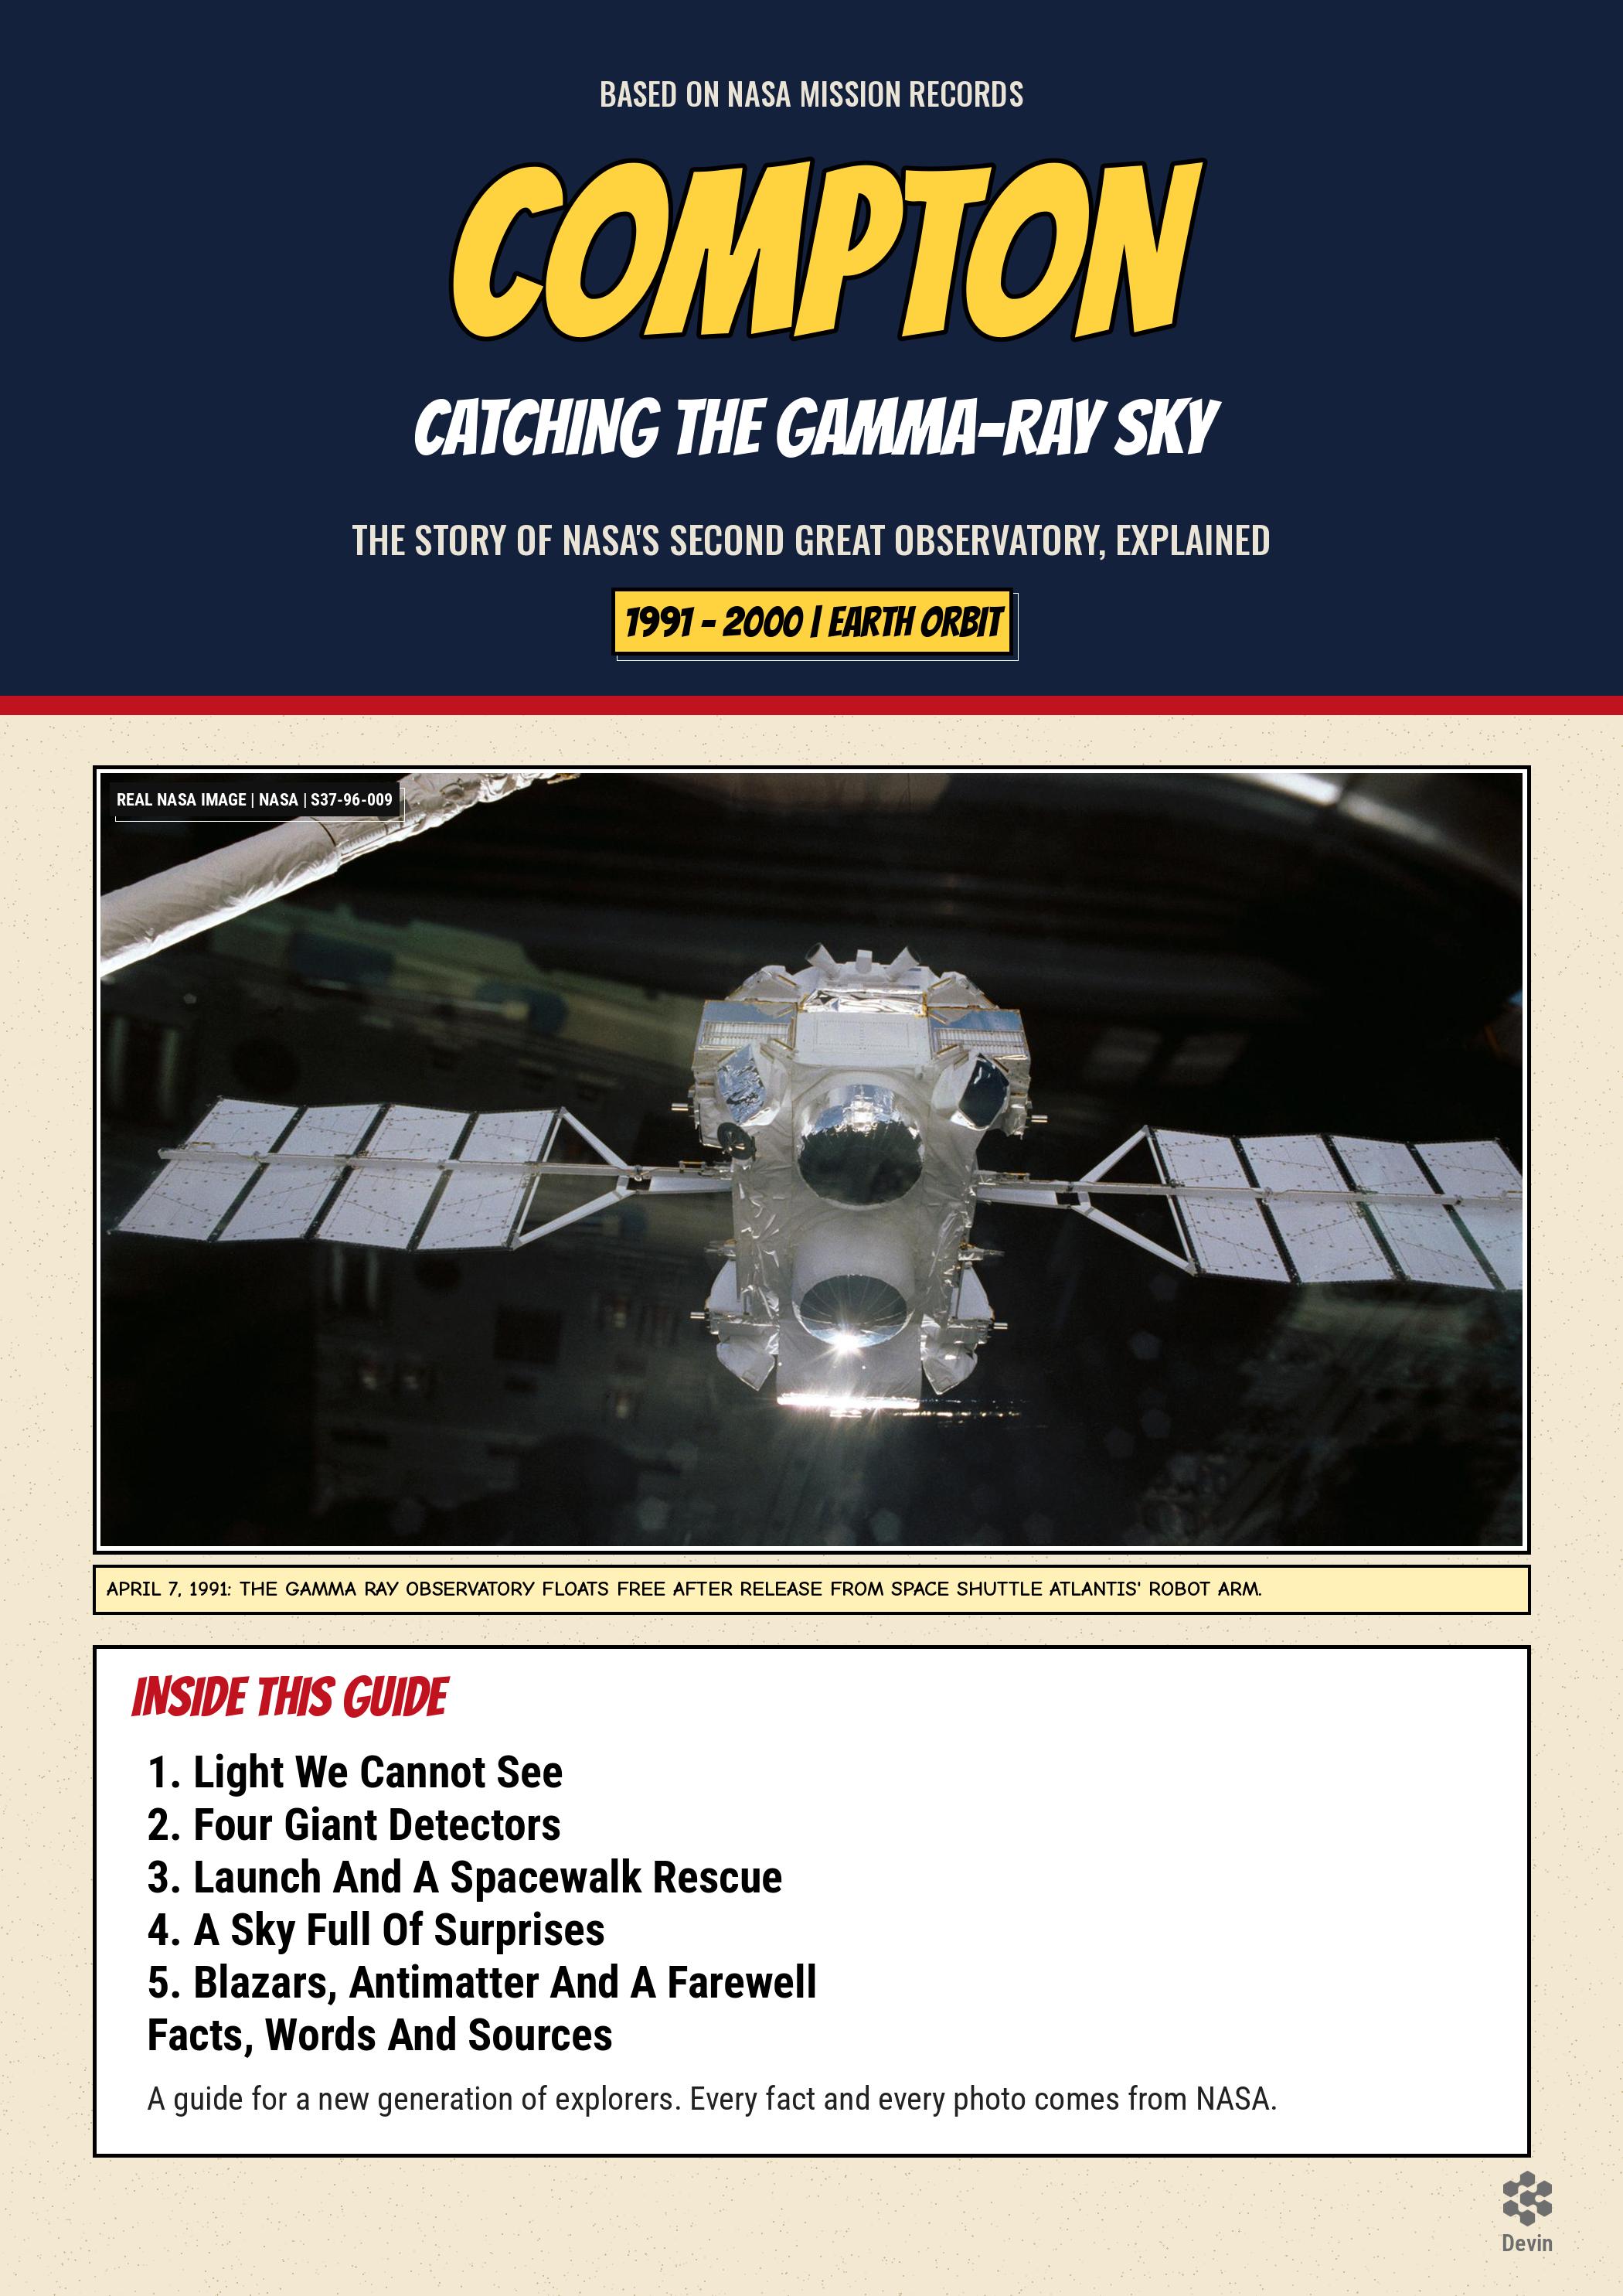 BASED ON NASA MISSION RECORDS
COMPTON
CATCHING THE GAMMA-RAY SKY
THE STORY OF NASA'S SECOND GREAT OBSERVATORY, EXPLAINED
1991 - 2000 | EARTH ORBIT
REAL NASA IMAGE | NASA | S37-96-009
APRIL 7, 1991: THE GAMMA RAY OBSERVATORY FLOATS FREE AFTER RELEASE FROM SPACE SHUTTLE ATLANTIS' ROBOT ARM.
INSIDE THIS GUIDE
1. Light We Cannot See
2. Four Giant Detectors
3. Launch And A Spacewalk Rescue
4. A Sky Full Of Surprises
5. Blazars, Antimatter And A Farewell
Facts, Words And Sources
A guide for a new generation of explorers. Every fact and every photo comes from NASA.
Devin